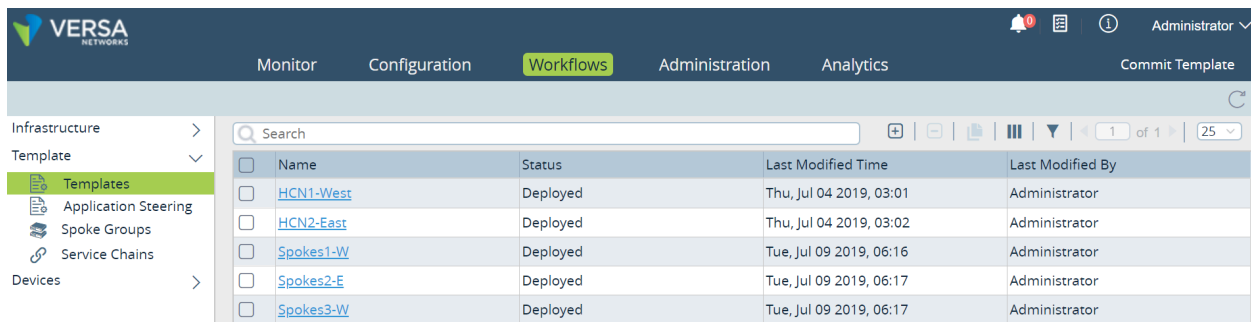 VERSA
NETWORKS
0
Administrator
Monitor Configuration Workflows Administration Analytics Commit Template
Infrastructure
Search
of 1
1
25
Template
Templates
Application Steering
Spoke Groups
Service Chains
Devices
Name Status Last Modified Time Last Modified By
HCN1-West Deployed Thu, Jul 04 2019, 03:01 Administrator
HCN2-East Deployed Thu, Jul 04 2019, 03:02 Administrator
Spokes1-W Deployed Tue, Jul 09 2019, 06:16 Administrator
Spokes2-E Deployed Tue, Jul 09 2019, 06:17 Administrator
Spokes3-W Deployed Tue, Jul 09 2019, 06:17 Administrator